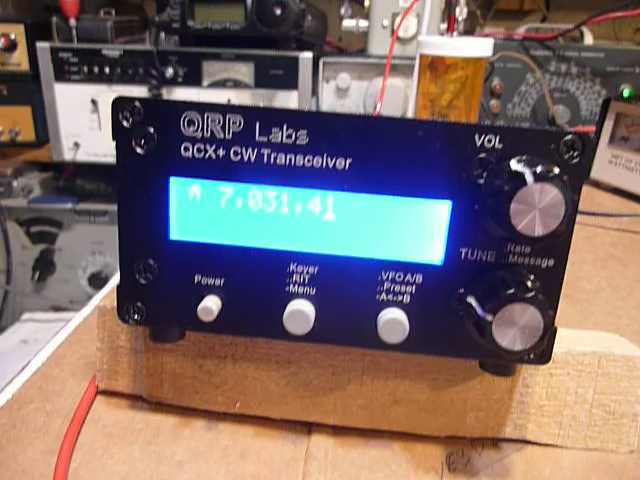 QRP Labs
QCX+ CW Transceiver
VOL
A 7,031,41
TUNE
.Rate
..Message
Power
.Keyer
..RIT
-Menu
.VFO A/B
..Preset
-A<->B